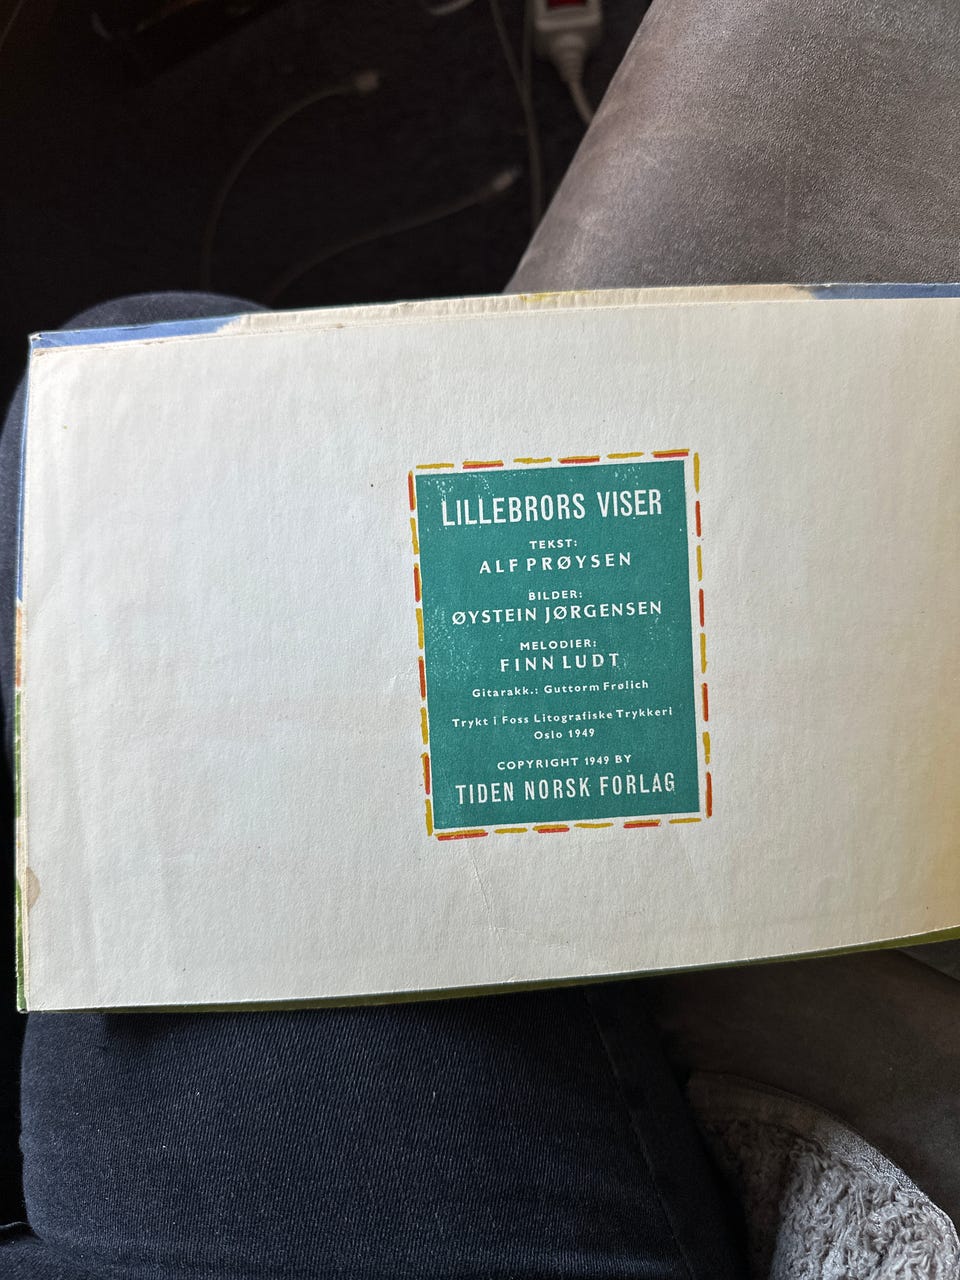 LILLEBRORS VISER
TEKST:
ALF PRØYSEN
BILDER:
ØYSTEIN JØRGENSEN
MELODIER:
FINN LUDT
Gitarakk.: Guttorm Frølich
Trykt i Foss Litografiske Trykkeri
Oslo 1949
COPYRIGHT 1949 BY
TIDEN NORSK FORLAG